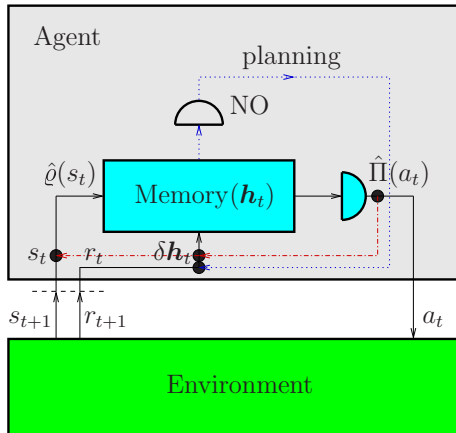 Agent
planning
NO
ϱ̂(s_t)
Memory(h_t)
Π̂(a_t)
s_t
r_t
δh_t
s_{t+1}
r_{t+1}
a_t
Environment